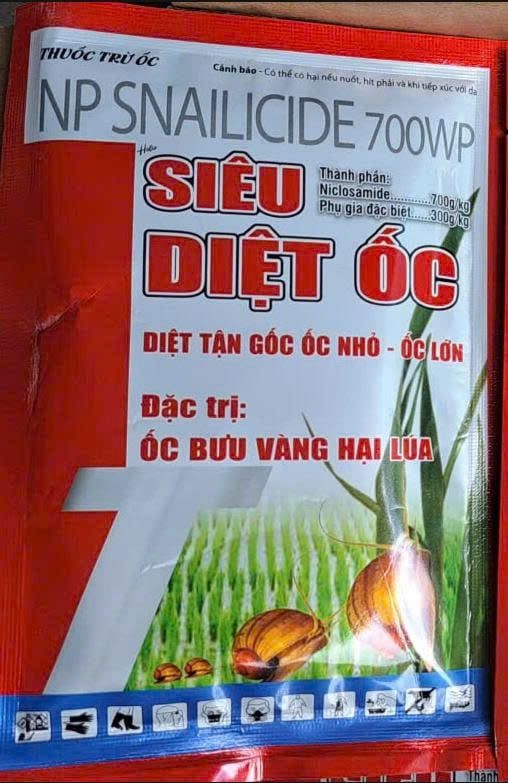 THUỐC TRỪ ỐC
Cảnh báo - Có thể có hại nếu nuốt, hít phải và khi tiếp xúc với da
NP SNAILICIDE 700WP
Hiệu
SIÊU
DIỆT ỐC
Thành phần:
Niclosamide............700g/kg
Phụ gia đặc biệt......300g/kg
DIỆT TẬN GỐC ỐC NHỎ - ỐC LỚN
Đặc trị:
ỐC BƯU VÀNG HẠI LÚA
Thành